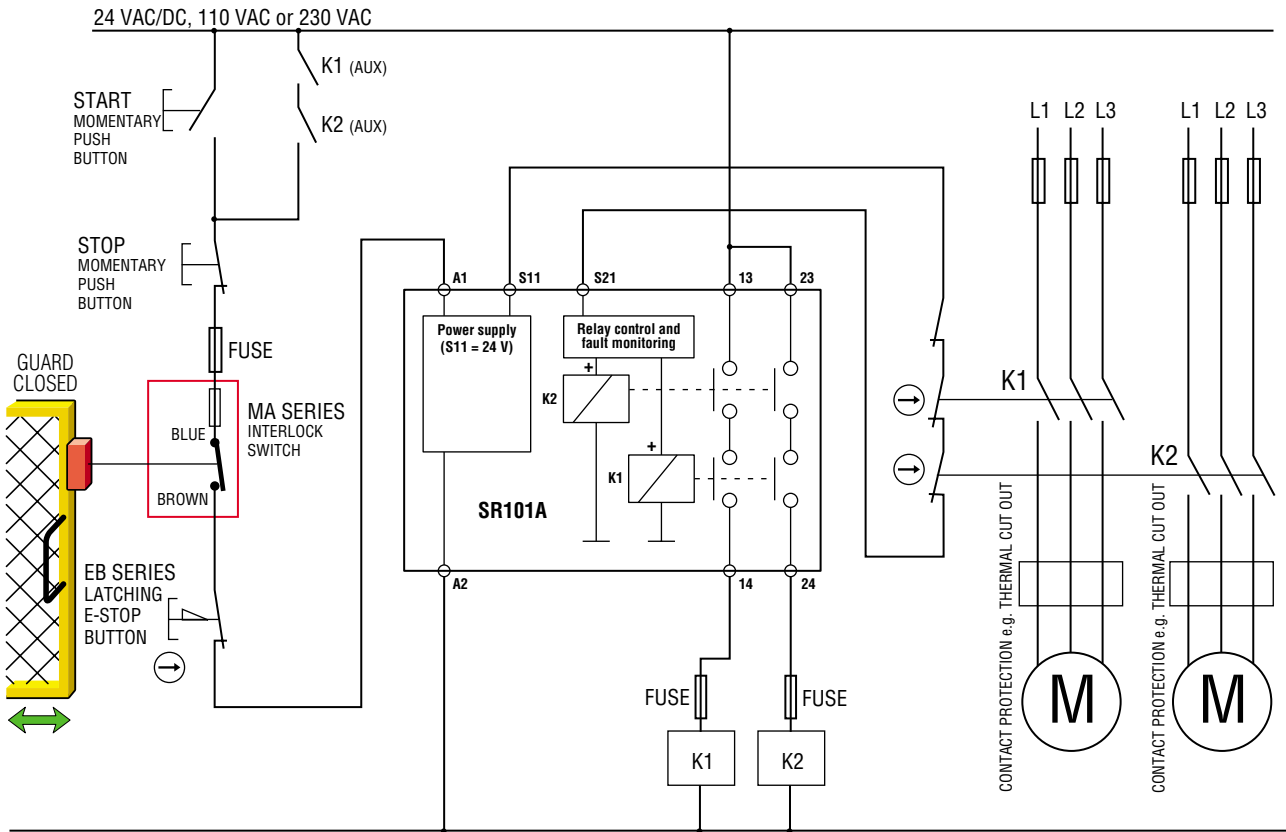 24 VAC/DC, 110 VAC or 230 VAC
K1 (AUX)
START
MOMENTARY
PUSH
BUTTON
K2 (AUX)
L1 L2 L3
L1 L2 L3
STOP
MOMENTARY
PUSH
BUTTON
A1
S11
S21
13
23
Power supply
(S11 = 24 V)
Relay control and
fault monitoring
FUSE
GUARD
CLOSED
+
K2
K1
MA SERIES
INTERLOCK
SWITCH
BLUE
BROWN
+
K1
K2
SR101A
EB SERIES
LATCHING
E-STOP
BUTTON
A2
14
24
CONTACT PROTECTION e.g. THERMAL CUT OUT
CONTACT PROTECTION e.g. THERMAL CUT OUT
FUSE
FUSE
M
M
K1
K2